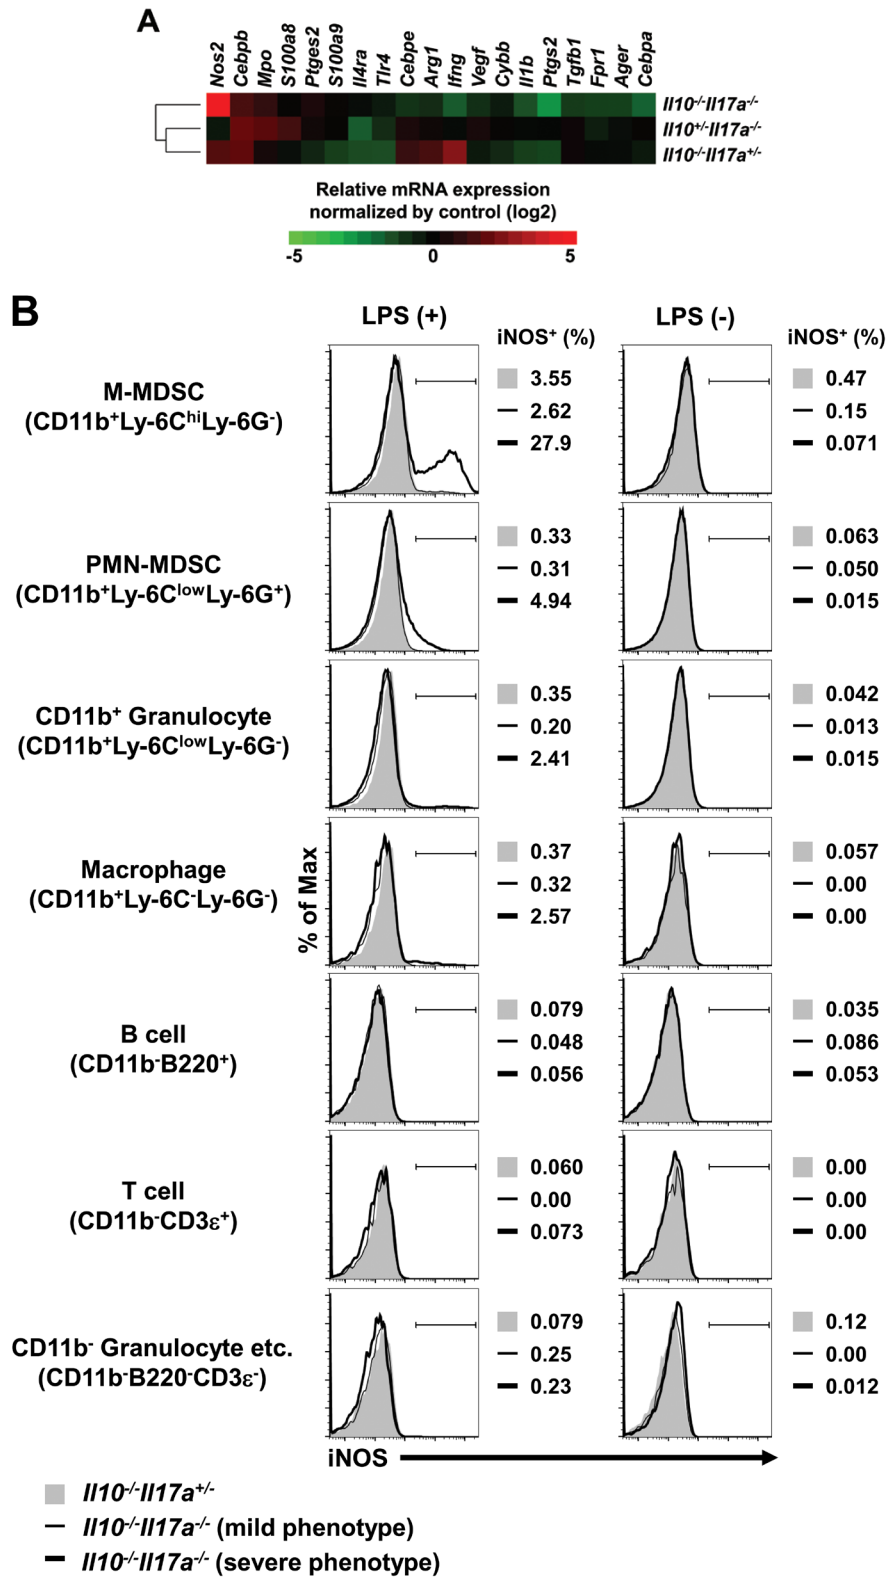 A
Nos2 Cebpb Mpo S100a8 Ptges2 S100a9 Il4ra Tlr4 Cebpe Arg1 Ifng Vegf Cybb Il1b Ptgs2 Tgfb1 Fpr1 Ager Cebpa
Il10-/-Il17a-/-
Il10+/-Il17a-/-
Il10-/-Il17a+/-
Relative mRNA expression
normalized by control (log2)
-5 0 5
B
LPS (+) LPS (-)
iNOS+ (%) iNOS+ (%)
M-MDSC
(CD11b+Ly-6ChiLy-6G-)
3.55 0.47
2.62 0.15
27.9 0.071
PMN-MDSC
(CD11b+Ly-6ClowLy-6G+)
0.33 0.063
0.31 0.050
4.94 0.015
CD11b+ Granulocyte
(CD11b+Ly-6ClowLy-6G-)
0.35 0.042
0.20 0.013
2.41 0.015
Macrophage
(CD11b+Ly-6C-Ly-6G-)
% of Max
0.37 0.057
0.32 0.00
2.57 0.00
B cell
(CD11b-B220+)
0.079 0.035
0.048 0.086
0.056 0.053
T cell
(CD11b-CD3ε+)
0.060 0.00
0.00 0.00
0.073 0.00
CD11b- Granulocyte etc.
(CD11b-B220-CD3ε-)
0.079 0.12
0.25 0.00
0.23 0.012
iNOS
Il10-/-Il17a+/-
Il10-/-Il17a-/- (mild phenotype)
Il10-/-Il17a-/- (severe phenotype)